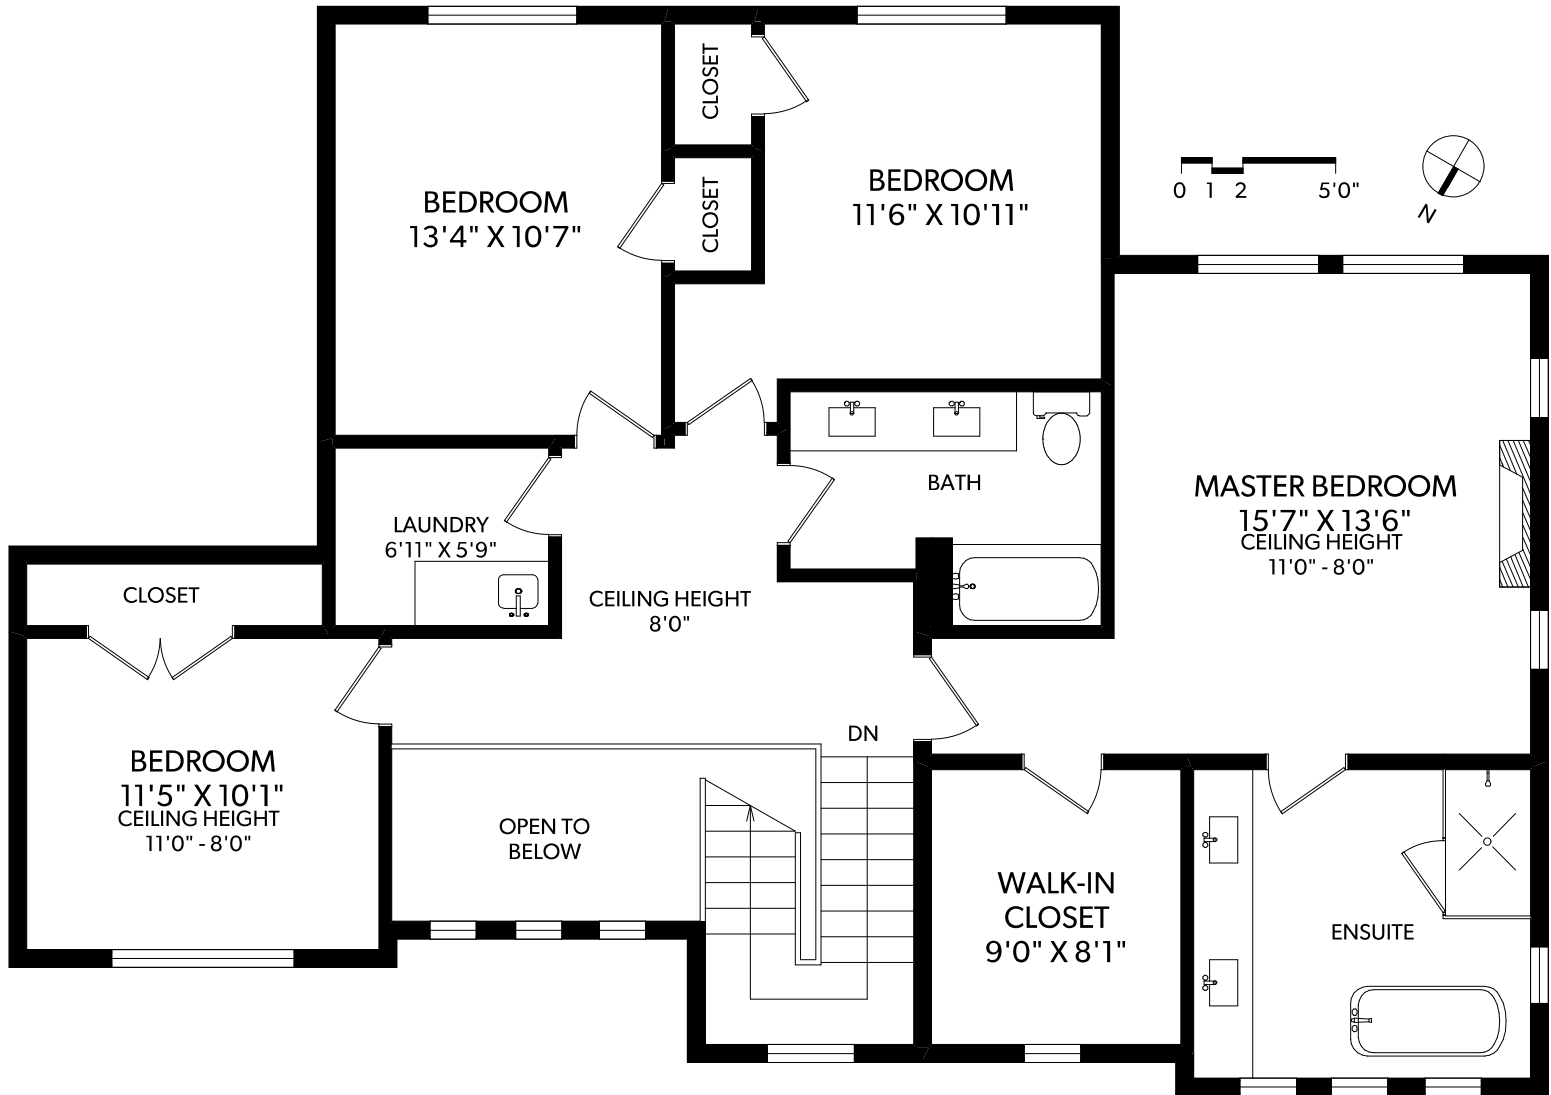 CLOSET
CLOSET
BEDROOM
13'4" X 10'7"
BEDROOM
11'6" X 10'11"
0 1 2 5'0"
N
BATH
MASTER BEDROOM
15'7" X 13'6"
CEILING HEIGHT
11'0" - 8'0"
LAUNDRY
6'11" X 5'9"
CLOSET
CEILING HEIGHT
8'0"
DN
BEDROOM
11'5" X 10'1"
CEILING HEIGHT
11'0" - 8'0"
OPEN TO
BELOW
WALK-IN
CLOSET
9'0" X 8'1"
ENSUITE